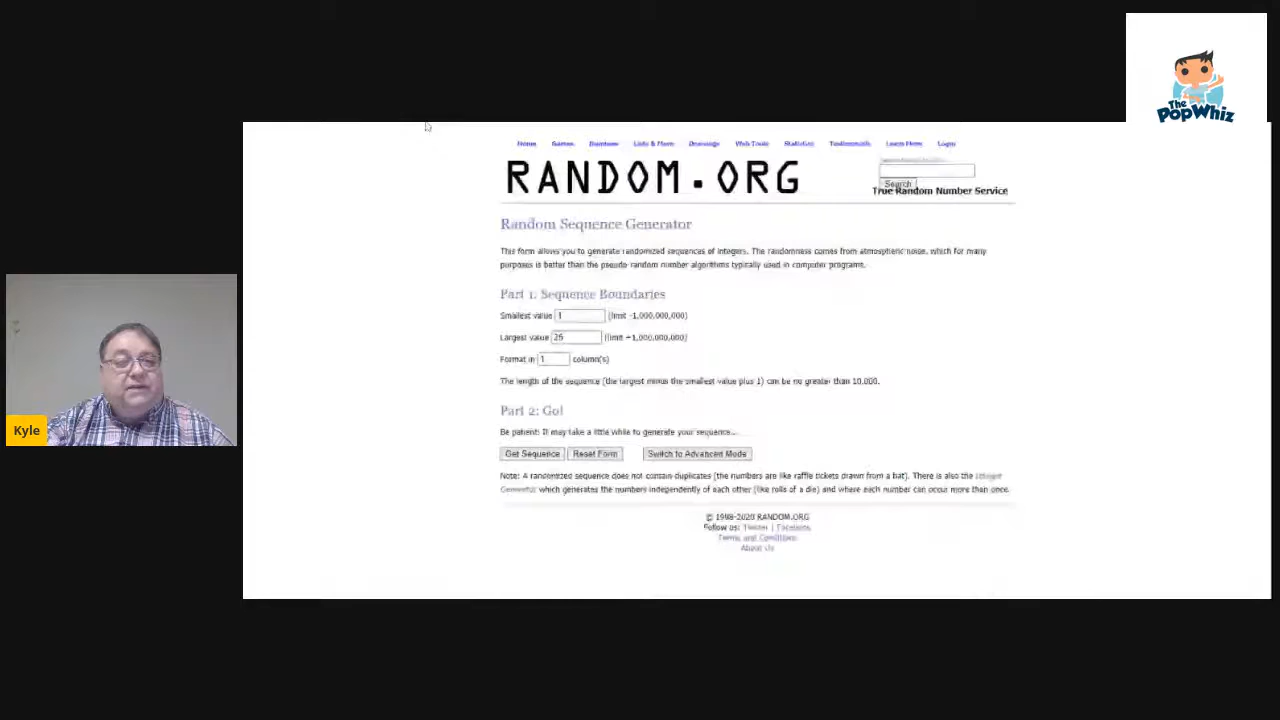 The
PopWhiz
Home Games Numbers Lists & More Drawings Web Tools Statistics Testimonials Learn More Login
RANDOM.ORG
Search
True Random Number Service
Random Sequence Generator
This form allows you to generate randomized sequences of integers. The randomness comes from atmospheric noise, which for many
purposes is better than the pseudo-random number algorithms typically used in computer programs.
Part 1: Sequence Boundaries
Smallest value 1 (limit -1,000,000,000)
Largest value 26 (limit +1,000,000,000)
Format in 1 column(s)
The length of the sequence (the largest minus the smallest value plus 1) can be no greater than 10,000.
Part 2: Go!
Be patient! It may take a little while to generate your sequence...
Kyle
Get Sequence Reset Form Switch to Advanced Mode
Note: A randomized sequence does not contain duplicates (the numbers are like raffle tickets drawn from a hat). There is also the Integer
Generator which generates the numbers independently of each other (like rolls of a die) and where each number can occur more than once.
© 1998-2020 RANDOM.ORG
Follow us: Twitter | Facebook
Terms and Conditions
About Us